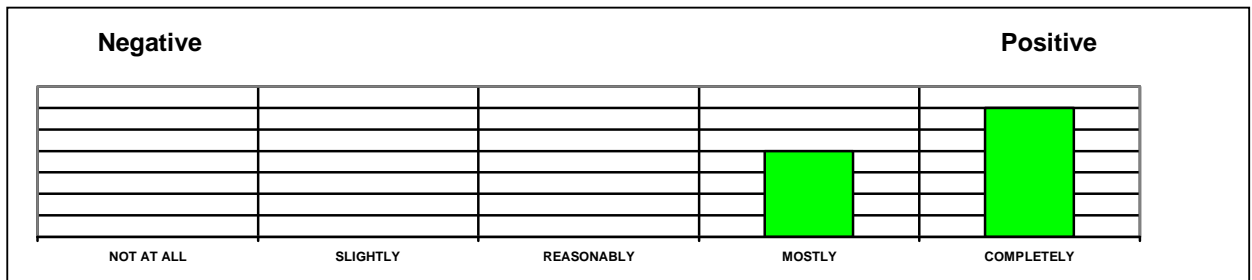 Negative Positive
NOT AT ALL SLIGHTLY REASONABLY MOSTLY COMPLETELY